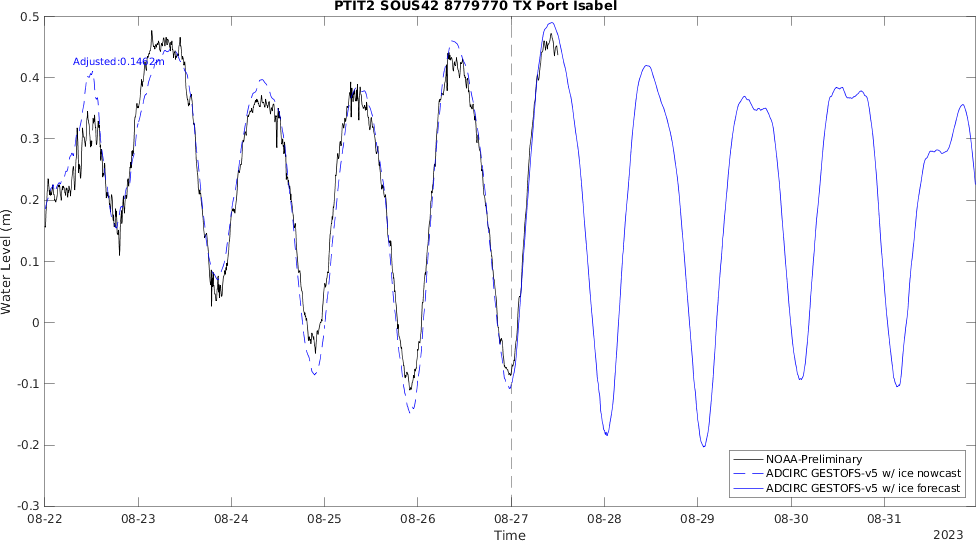 PTIT2 SOUS42 8779770 TX Port Isabel
Adjusted:0.1462m
Water Level (m)
0.5
0.4
0.3
0.2
0.1
0
-0.1
-0.2
-0.3
08-22 08-23 08-24 08-25 08-26 08-27 08-28 08-29 08-30 08-31
Time
2023
NOAA-Preliminary
ADCIRC GESTOFS-v5 w/ ice nowcast
ADCIRC GESTOFS-v5 w/ ice forecast